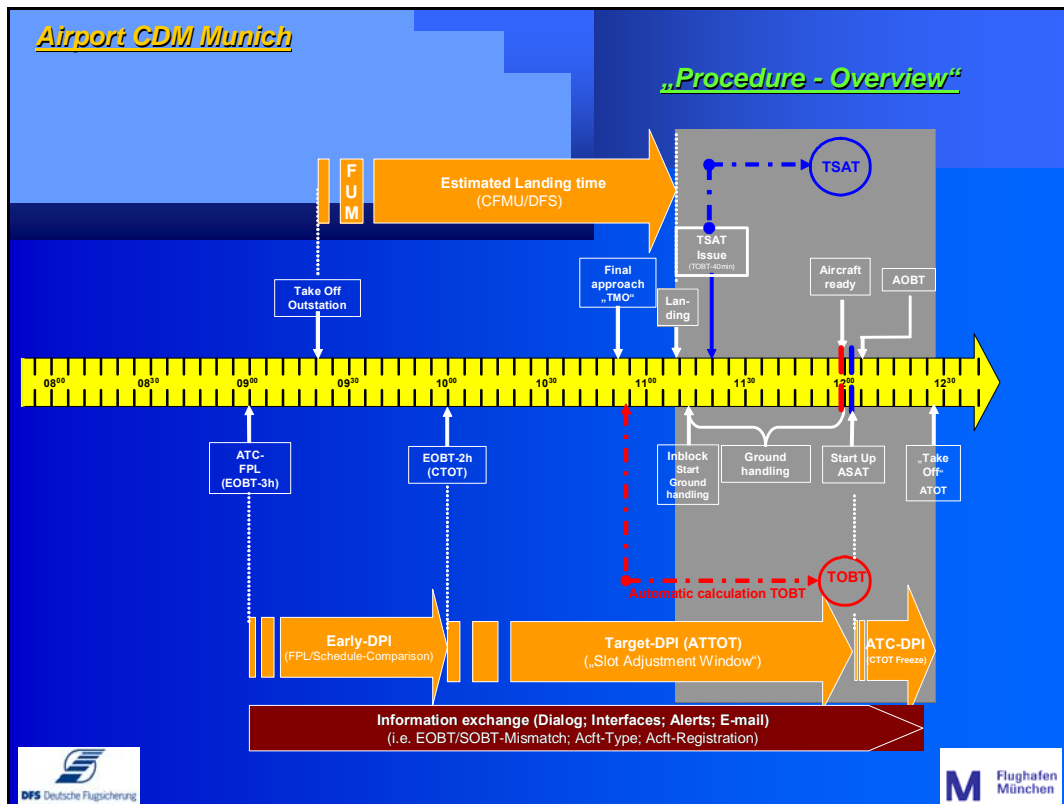 Airport CDM Munich
„Procedure - Overview“
F
U
M
Estimated Landing time
(CFMU/DFS)
TSAT
TSAT
Issue
(TOBT-40min)
Take Off
Outstation
Final
approach
„TMO“
Lan-
ding
Aircraft
ready
AOBT
08⁰⁰ 08³⁰ 09⁰⁰ 09³⁰ 10⁰⁰ 10³⁰ 11⁰⁰ 11³⁰ 12⁰⁰ 12³⁰
ATC-
FPL
(EOBT-3h)
EOBT-2h
(CTOT)
Inblock
Start
Ground
handling
Ground
handling
Start Up
ASAT
„Take
Off“
ATOT
TOBT
Automatic calculation TOBT
Early-DPI
(FPL/Schedule-Comparison)
Target-DPI (ATTOT)
(„Slot Adjustment Window“)
ATC-DPI
(CTOT Freeze)
Information exchange (Dialog; Interfaces; Alerts; E-mail)
(i.e. EOBT/SOBT-Mismatch; Acft-Type; Acft-Registration)
DFS Deutsche Flugsicherung
M Flughafen
München